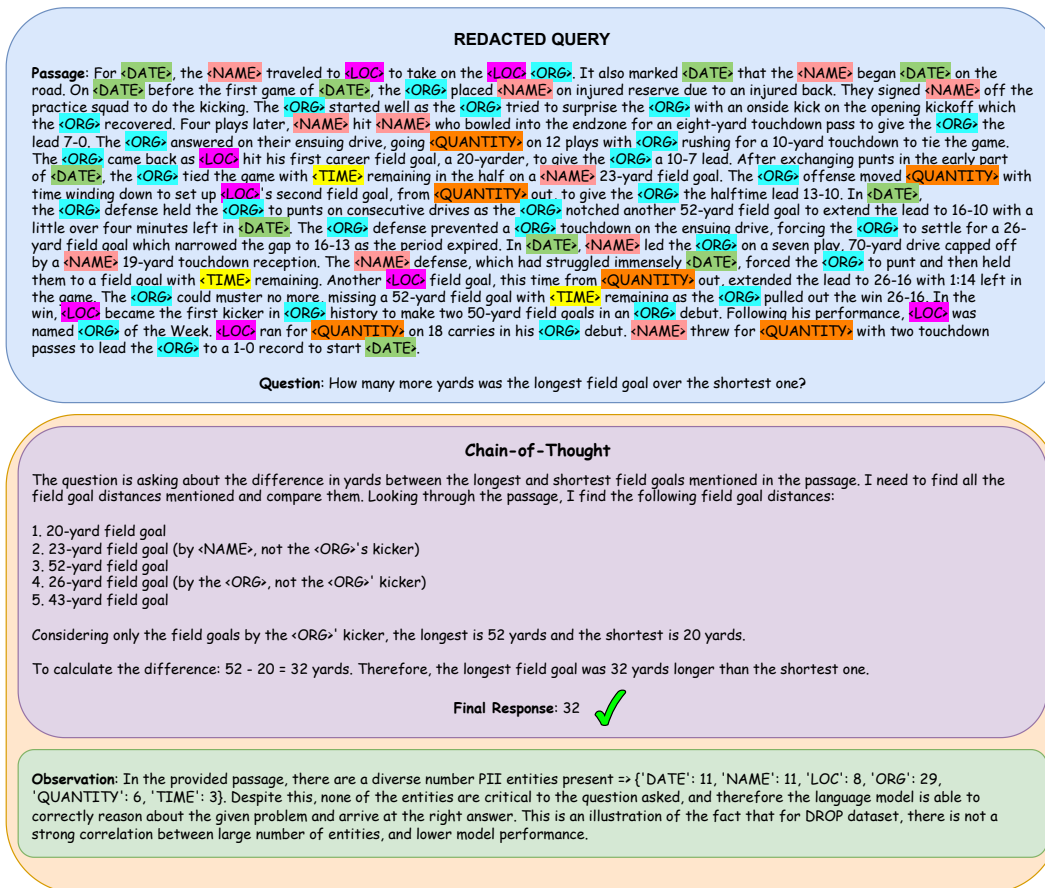 REDACTED QUERY
Passage: For <DATE>, the <NAME> traveled to <LOC> to take on the <LOC> <ORG>. It also marked <DATE> that the <NAME> began <DATE> on the
road. On <DATE> before the first game of <DATE>, the <ORG> placed <NAME> on injured reserve due to an injured back. They signed <NAME> off the
practice squad to do the kicking. The <ORG> started well as the <ORG> tried to surprise the <ORG> with an onside kick on the opening kickoff which
the <ORG> recovered. Four plays later, <NAME> hit <NAME> who bowled into the endzone for an eight-yard touchdown pass to give the <ORG> the
lead 7-0. The <ORG> answered on their ensuing drive, going <QUANTITY> on 12 plays with <ORG> rushing for a 10-yard touchdown to tie the game.
The <ORG> came back as <LOC> hit his first career field goal, a 20-yarder, to give the <ORG> a 10-7 lead. After exchanging punts in the early part
of <DATE>, the <ORG> tied the game with <TIME> remaining in the half on a <NAME> 23-yard field goal. The <ORG> offense moved <QUANTITY> with
time winding down to set up <LOC>'s second field goal, from <QUANTITY> out, to give the <ORG> the halftime lead 13-10. In <DATE>,
the <ORG> defense held the <ORG> to punts on consecutive drives as the <ORG> notched another 52-yard field goal to extend the lead to 16-10 with a
little over four minutes left in <DATE>. The <ORG> defense prevented a <ORG> touchdown on the ensuing drive, forcing the <ORG> to settle for a 26-
yard field goal which narrowed the gap to 16-13 as the period expired. In <DATE>, <NAME> led the <ORG> on a seven play, 70-yard drive capped off
by a <NAME> 19-yard touchdown reception. The <NAME> defense, which had struggled immensely <DATE>, forced the <ORG> to punt and then held
them to a field goal with <TIME> remaining. Another <LOC> field goal, this time from <QUANTITY> out, extended the lead to 26-16 with 1:14 left in
the game. The <ORG> could muster no more, missing a 52-yard field goal with <TIME> remaining as the <ORG> pulled out the win 26-16. In the
win, <LOC> became the first kicker in <ORG> history to make two 50-yard field goals in an <ORG> debut. Following his performance, <LOC> was
named <ORG> of the Week. <LOC> ran for <QUANTITY> on 18 carries in his <ORG> debut. <NAME> threw for <QUANTITY> with two touchdown
passes to lead the <ORG> to a 1-0 record to start <DATE>.
Question: How many more yards was the longest field goal over the shortest one?
Chain-of-Thought
The question is asking about the difference in yards between the longest and shortest field goals mentioned in the passage. I need to find all the
field goal distances mentioned and compare them. Looking through the passage, I find the following field goal distances:
1. 20-yard field goal
2. 23-yard field goal (by <NAME>, not the <ORG>'s kicker)
3. 52-yard field goal
4. 26-yard field goal (by the <ORG>, not the <ORG>' kicker)
5. 43-yard field goal
Considering only the field goals by the <ORG>' kicker, the longest is 52 yards and the shortest is 20 yards.
To calculate the difference: 52 - 20 = 32 yards. Therefore, the longest field goal was 32 yards longer than the shortest one.
Final Response: 32
Observation: In the provided passage, there are a diverse number PII entities present => {'DATE': 11, 'NAME': 11, 'LOC': 8, 'ORG': 29,
'QUANTITY': 6, 'TIME': 3}. Despite this, none of the entities are critical to the question asked, and therefore the language model is able to
correctly reason about the given problem and arrive at the right answer. This is an illustration of the fact that for DROP dataset, there is not a
strong correlation between large number of entities, and lower model performance.